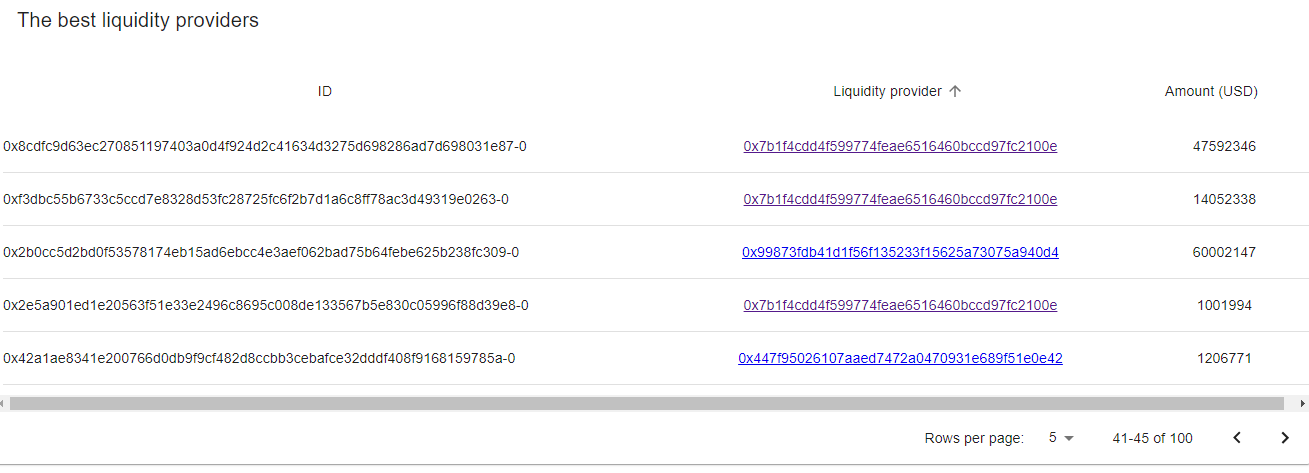 The best liquidity providers
ID Liquidity provider Amount (USD)
0x8cdfc9d63ec270851197403a0d4f924d2c41634d3275d698286ad7d698031e87-0 0x7b1f4cdd4f599774feae6516460bccd97fc2100e 47592346
0xf3dbc55b6733c5ccd7e8328d53fc28725fc6f2b7d1a6c8ff78ac3d49319e0263-0 0x7b1f4cdd4f599774feae6516460bccd97fc2100e 14052338
0x2b0cc5d2bd0f53578174eb15ad6ebcc4e3aef062bad75b64febe625b238fc309-0 0x99873fdb41d1f56f135233f15625a73075a940d4 60002147
0x2e5a901ed1e20563f51e33e2496c8695c008de133567b5e830c05996f88d39e8-0 0x7b1f4cdd4f599774feae6516460bccd97fc2100e 1001994
0x42a1ae8341e200766d0db9f9cf482d8ccbb3cebafce32dddf408f9168159785a-0 0x447f95026107aaed7472a0470931e689f51e0e42 1206771
Rows per page: 5 41-45 of 100